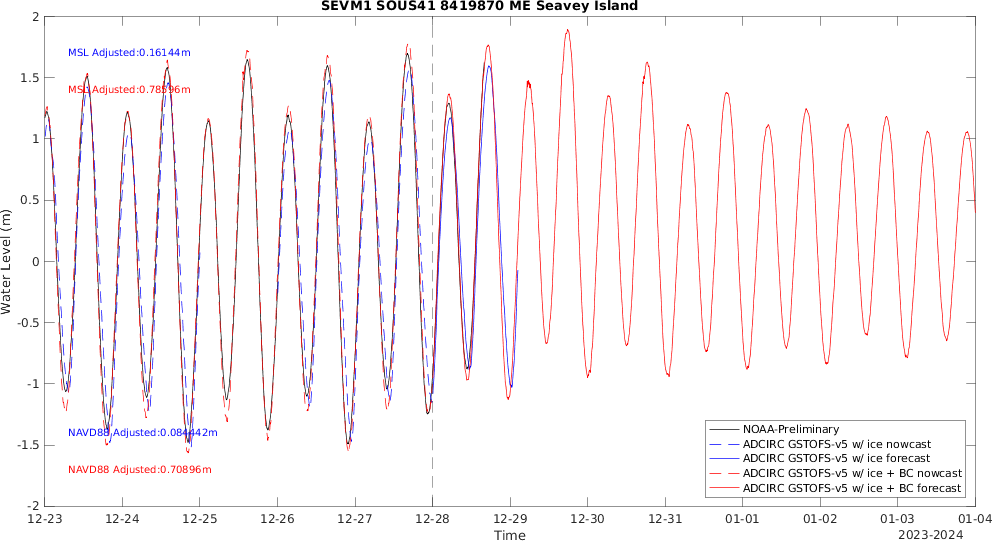 SEVM1 SOUS41 8419870 ME Seavey Island
2
1.5
1
0.5
0
-0.5
-1
-1.5
-2
Water Level (m)
MSL Adjusted:0.16144m
NAVD88 Adjusted:0.084442m
NAVD88 Adjusted:0.70896m
NOAA-Preliminary
ADCIRC GSTOFS-v5 w/ ice nowcast
ADCIRC GSTOFS-v5 w/ ice forecast
ADCIRC GSTOFS-v5 w/ ice + BC nowcast
ADCIRC GSTOFS-v5 w/ ice + BC forecast
12-23 12-24 12-25 12-26 12-27 12-28 12-29 12-30 12-31 01-01 01-02 01-03 01-04
Time
2023-2024